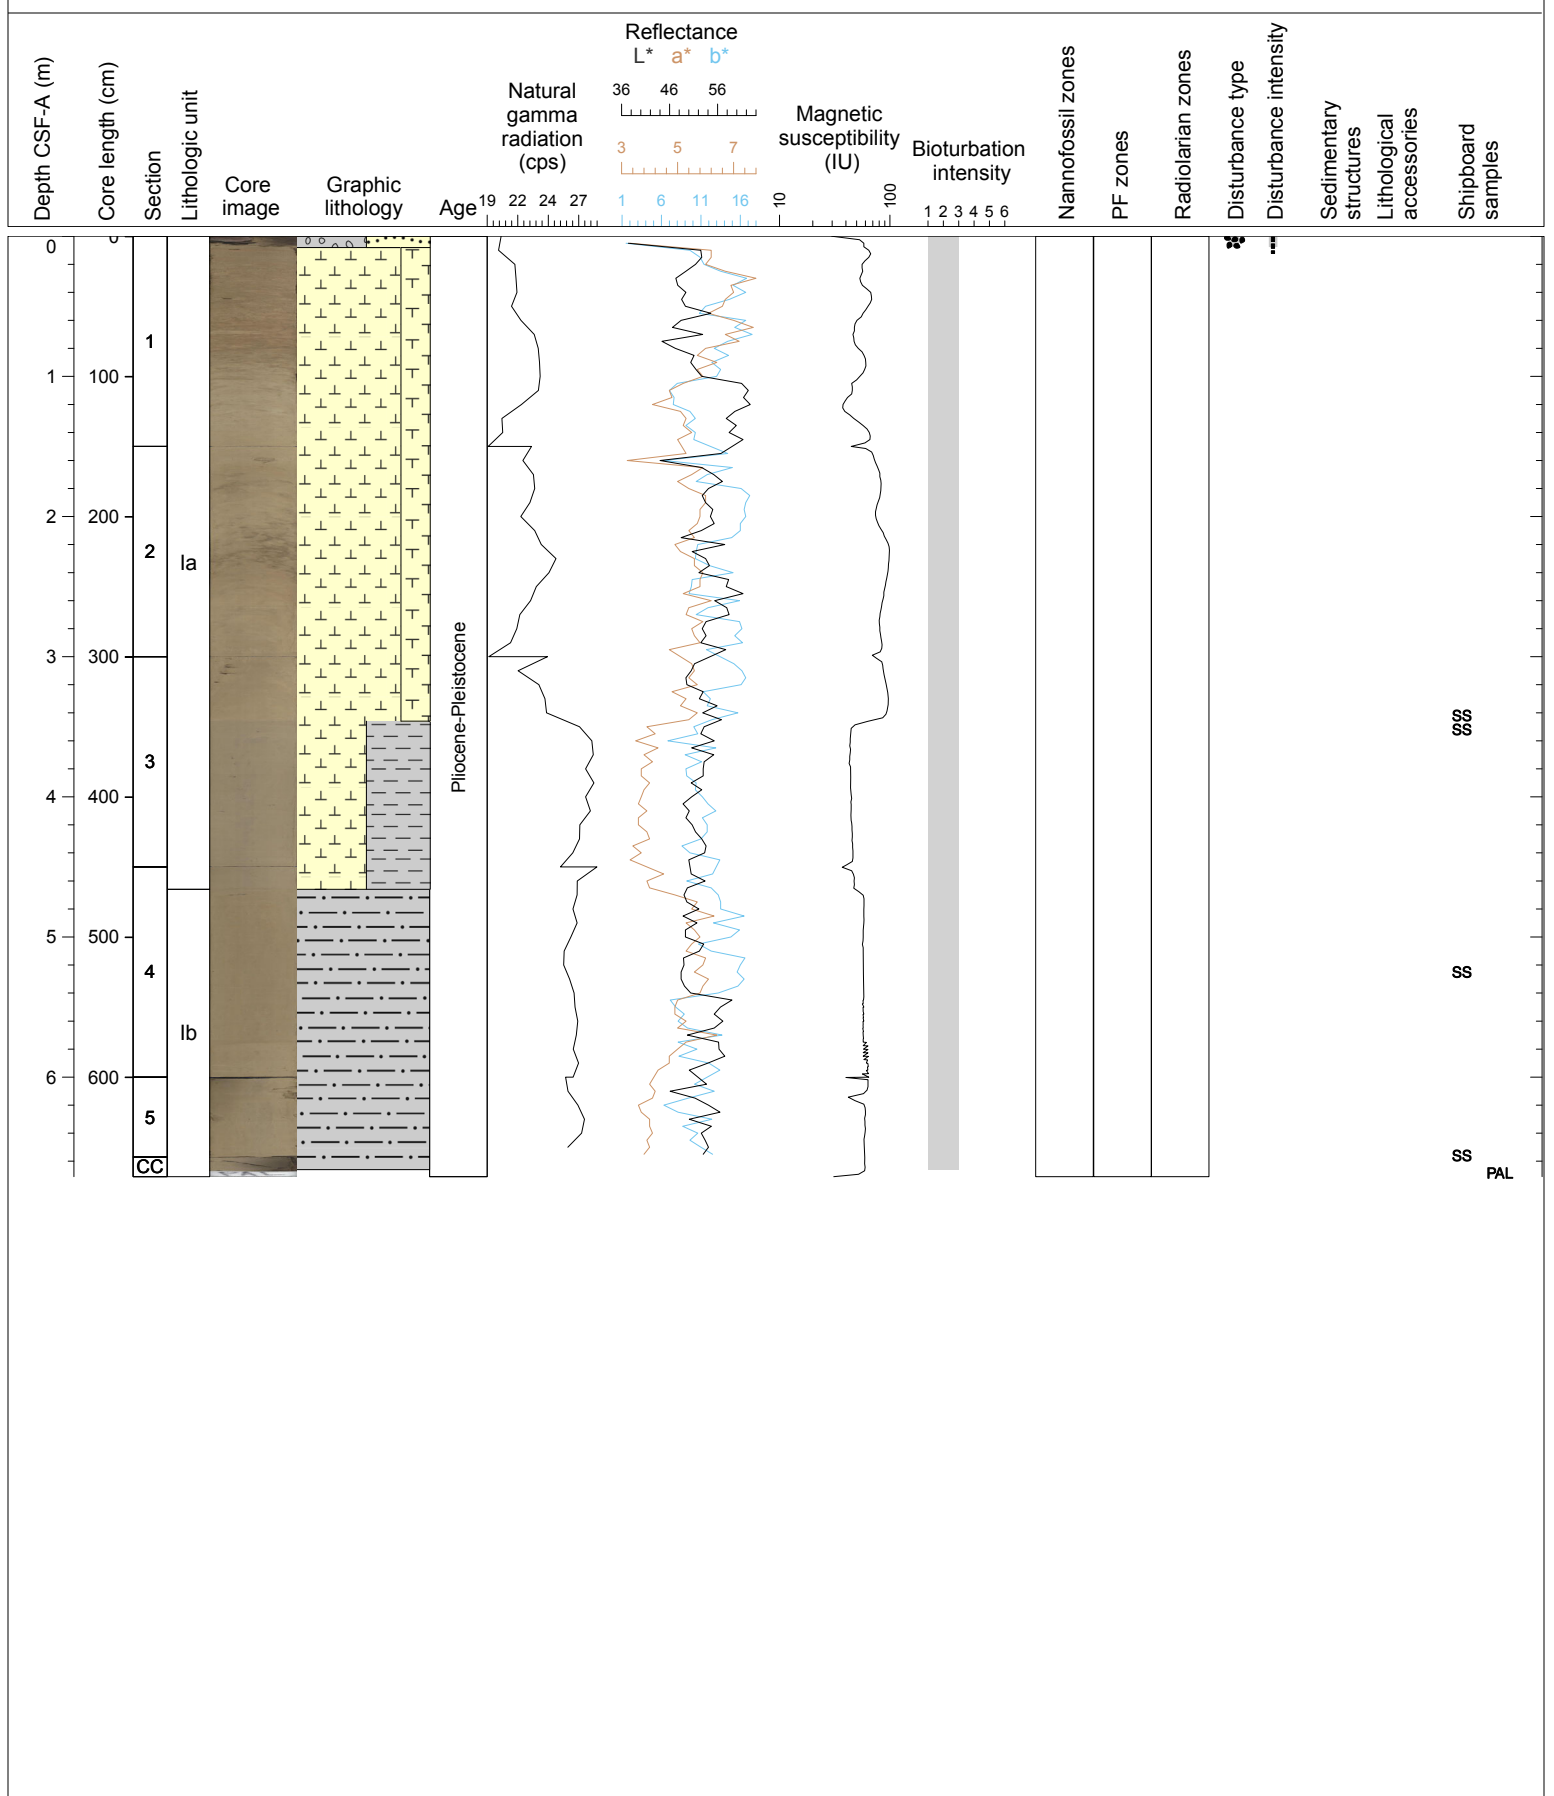 Depth CSF-A (m)
Core length (cm)
Section
Lithologic unit
Core
image
Graphic
lithology
Age
Natural
gamma
radiation
(cps)
19 22 24 27
Reflectance
L* a* b*
36 46 56
3 5 7
1 6 11 16
Magnetic
susceptibility
(IU)
10 100
Bioturbation
intensity
1 2 3 4 5 6
Nannofossil zones
PF zones
Radiolarian zones
Disturbance type
Disturbance intensity
Sedimentary
structures
Lithological
accessories
Shipboard
samples
0 0
1
1 100
2 200
2
Ia
3 300
Pliocene-Pleistocene
SS
SS
3
4 400
5 500
4
SS
Ib
6 600
5
SS
CC
PAL